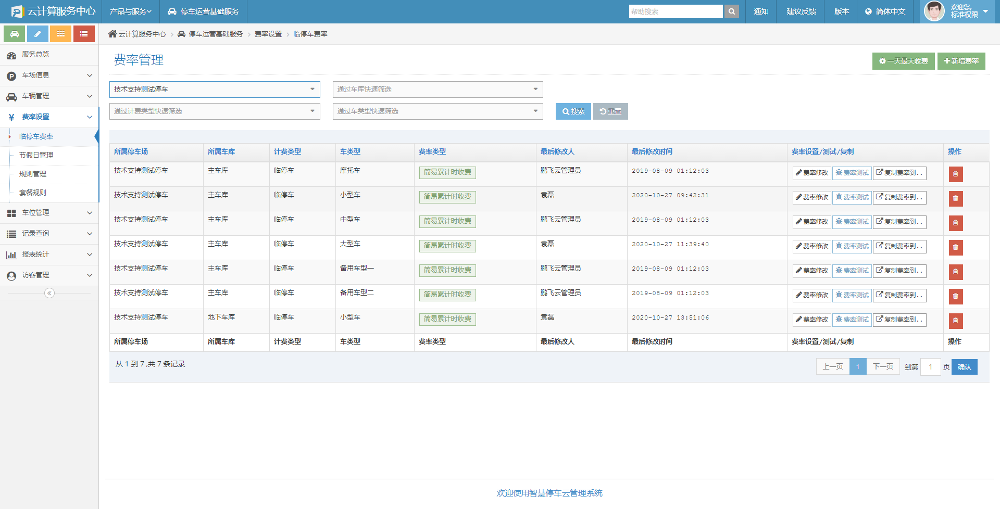 云计算服务中心 产品与服务 停车运营基础服务 帮助搜索 通知 建议反馈 版本 简体中文 欢迎您,
标准权限
云计算服务中心 停车运营基础服务 费率设置 临停车费率
服务总览
车场信息
车辆管理
费率设置
临停车费率
节假日管理
规则管理
套餐规则
车位管理
记录查询
报表统计
访客管理
费率管理
一天最大收费 新增费率
技术支持测试停车 通过车库快速筛选
通过计费类型快速筛选 通过车类型快速筛选 搜索 重置
所属停车场 所属车库 计费类型 车类型 费率类型 最后修改人 最后修改时间 费率设置/测试/复制 操作
技术支持测试停车 主车库 临停车 摩托车 简易累计时收费 鹏飞云管理员 2019-08-09 01:12:03 费率修改 费率测试 复制费率到..
技术支持测试停车 主车库 临停车 小型车 简易累计时收费 袁磊 2020-10-27 09:42:31 费率修改 费率测试 复制费率到..
技术支持测试停车 主车库 临停车 中型车 简易累计时收费 鹏飞云管理员 2019-08-09 01:12:03 费率修改 费率测试 复制费率到..
技术支持测试停车 主车库 临停车 大型车 简易累计时收费 袁磊 2020-10-27 11:39:40 费率修改 费率测试 复制费率到..
技术支持测试停车 主车库 临停车 备用车型一 简易累计时收费 鹏飞云管理员 2019-08-09 01:12:03 费率修改 费率测试 复制费率到..
技术支持测试停车 主车库 临停车 备用车型二 简易累计时收费 鹏飞云管理员 2019-08-09 01:12:03 费率修改 费率测试 复制费率到..
技术支持测试停车 地下车库 临停车 小型车 简易累计时收费 袁磊 2020-10-27 13:51:06 费率修改 费率测试 复制费率到..
所属停车场 所属车库 计费类型 车类型 费率类型 最后修改人 最后修改时间 费率设置/测试/复制 操作
从 1 到 7 ,共 7 条记录 上一页 1 下一页 到第 1 页 确认
欢迎使用智慧停车云管理系统